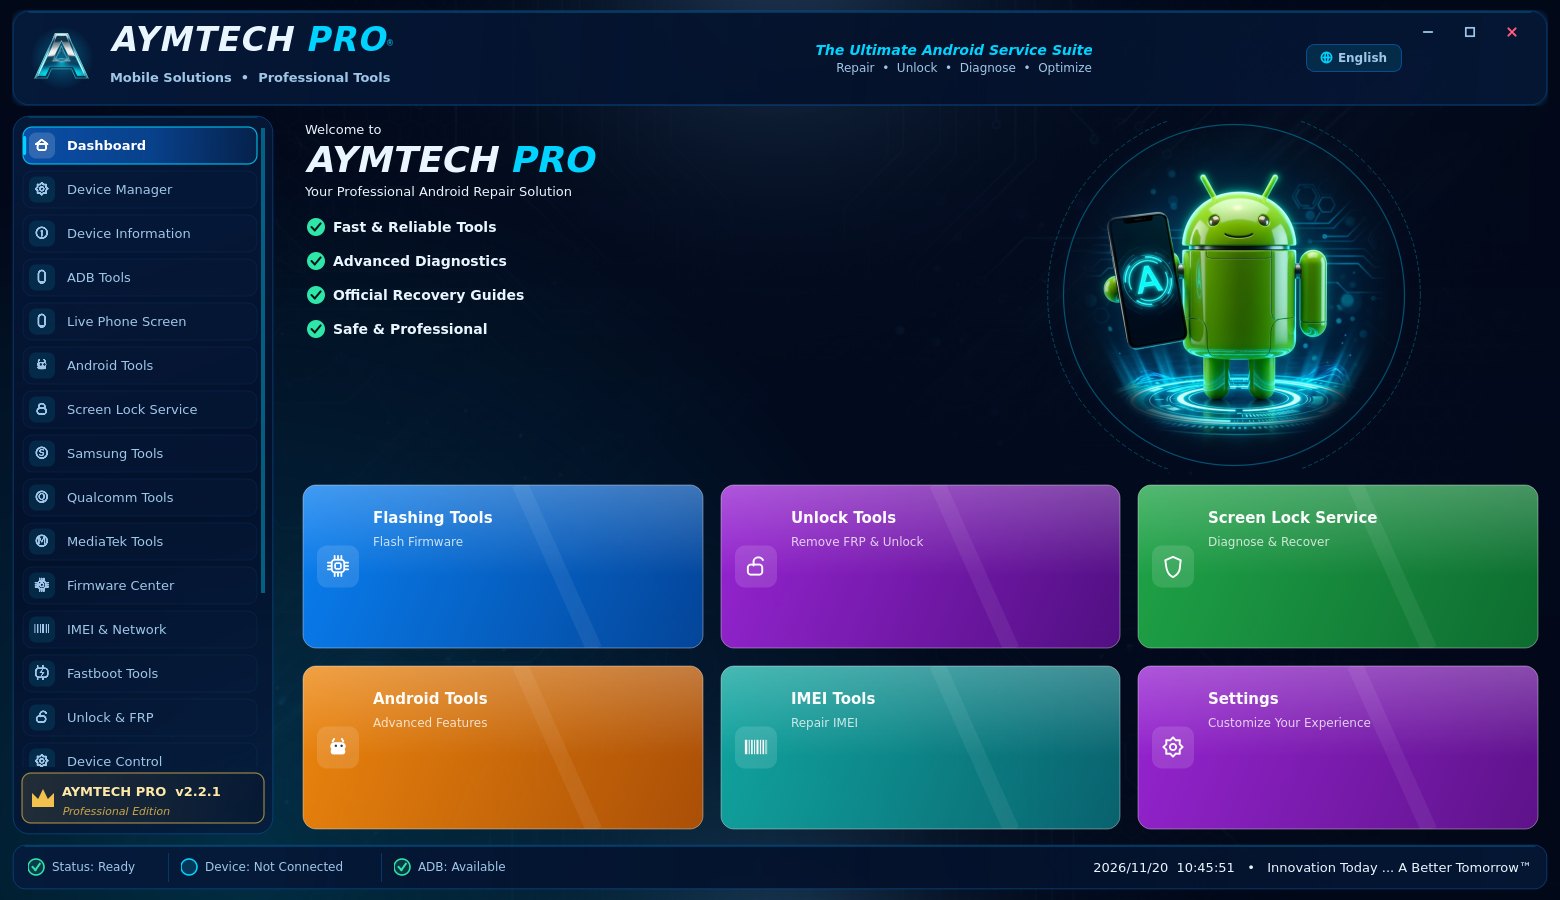 AYMTECH PRO®
Mobile Solutions • Professional Tools
The Ultimate Android Service Suite
Repair • Unlock • Diagnose • Optimize
English
Dashboard
Device Manager
Device Information
ADB Tools
Live Phone Screen
Android Tools
Screen Lock Service
Samsung Tools
Qualcomm Tools
MediaTek Tools
Firmware Center
IMEI & Network
Fastboot Tools
Unlock & FRP
Device Control
AYMTECH PRO v2.2.1
Professional Edition
Welcome to
AYMTECH PRO
Your Professional Android Repair Solution
Fast & Reliable Tools
Advanced Diagnostics
Official Recovery Guides
Safe & Professional
A
Flashing Tools
Flash Firmware
Unlock Tools
Remove FRP & Unlock
Screen Lock Service
Diagnose & Recover
Android Tools
Advanced Features
IMEI Tools
Repair IMEI
Settings
Customize Your Experience
Status: Ready
Device: Not Connected
ADB: Available
2026/11/20 10:45:51 • Innovation Today ... A Better Tomorrow™